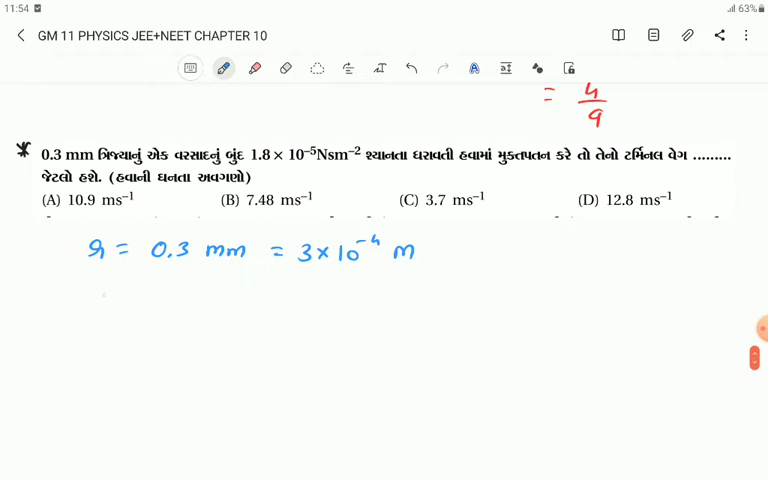 11:54
63%
GM 11 PHYSICS JEE+NEET CHAPTER 10
= 4/9
* 0.3 mm ત્રિજ્યાનું એક વરસાદનું બુંદ 1.8 × 10⁻⁵Nsm⁻² શ્યાનતા ધરાવતી હવામાં મુક્તપતન કરે તો તેનો ટર્મિનલ વેગ .........
જેટલો હશે. (હવાની ઘનતા અવગણો)
(A) 10.9 ms⁻¹ (B) 7.48 ms⁻¹ (C) 3.7 ms⁻¹ (D) 12.8 ms⁻¹
r = 0.3 mm = 3 × 10⁻⁴ m